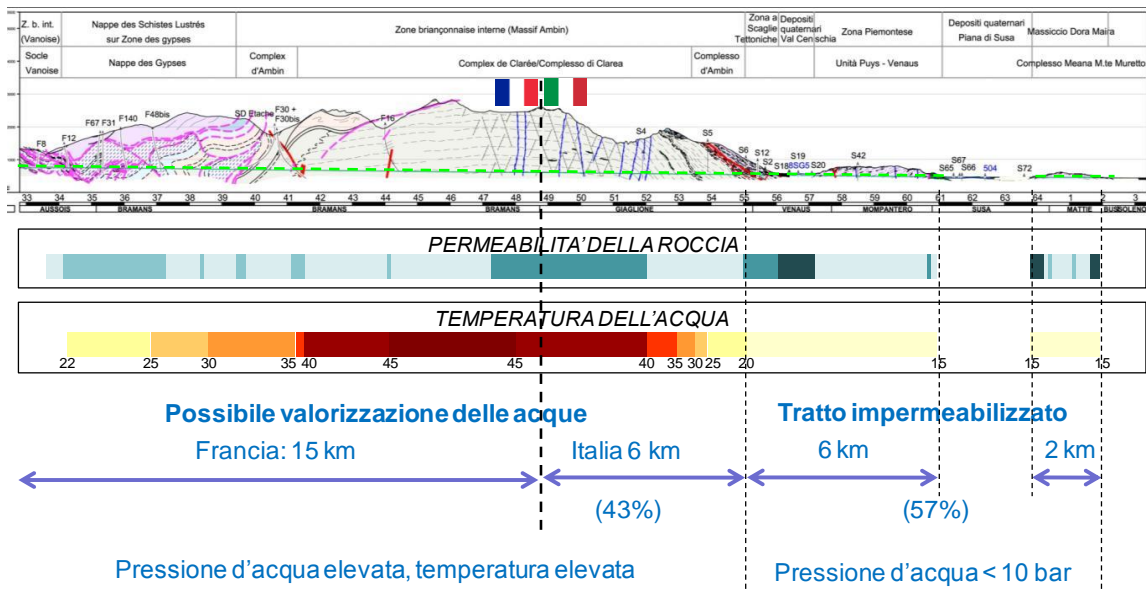 Z. b. int. (Vanoise)
Nappe des Schistes Lustrés sur Zone des gypses
Zone briançonnaise interne (Massif Ambin)
Zona a Scaglie Tettoniche
Depositi quaternari Val Cenischia
Zona Piemontese
Depositi quaternari Piana di Susa
Massiccio Dora Maira
Socle Vanoise
Nappe des Gypses
Complex d'Ambin
Complex de Clarée/Complesso di Clarea
Complesso d'Ambin
Unità Puys - Venaus
Complesso Meana M.te Muretto
F8 F12 F67 F31 F140 F48bis SD Etache F30 + F30bis F16 S4 S5 S6 S12 S2 S18 S19 8SG5 S20 S42 S65 S67 S66 504 S72
33 34 35 36 37 38 39 40 41 42 43 44 45 46 47 48 49 50 51 52 53 54 55 56 57 58 59 60 61 62 63 64 1 2 3
AUSSOIS BRAMANS BRAMANS BRAMANS GIAGLIONE VENAUS MOMPANTERO SUSA MATTIE BUSSOLENO
PERMEABILITA' DELLA ROCCIA
TEMPERATURA DELL'ACQUA
22 25 30 35 40 45 45 40 35 30 25 20 15 15 15
Possibile valorizzazione delle acque
Tratto impermeabilizzato
Francia: 15 km
Italia 6 km
6 km
2 km
(43%)
(57%)
Pressione d'acqua elevata, temperatura elevata
Pressione d'acqua < 10 bar